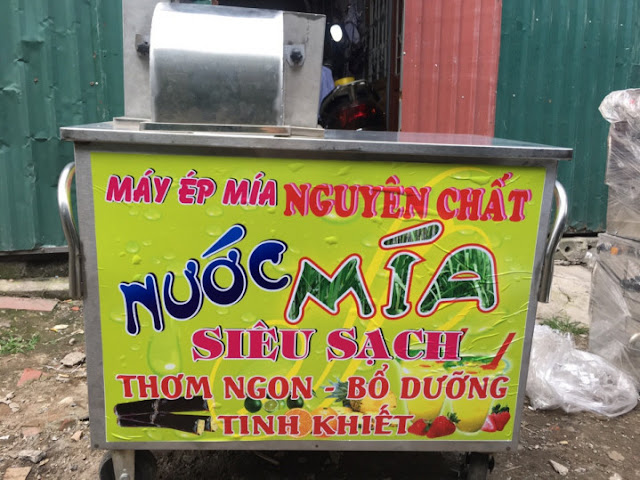 MÁY ÉP MÍA NGUYÊN CHẤT
NƯỚC MÍA
SIÊU SẠCH
THƠM NGON - BỔ DƯỠNG
TINH KHIẾT